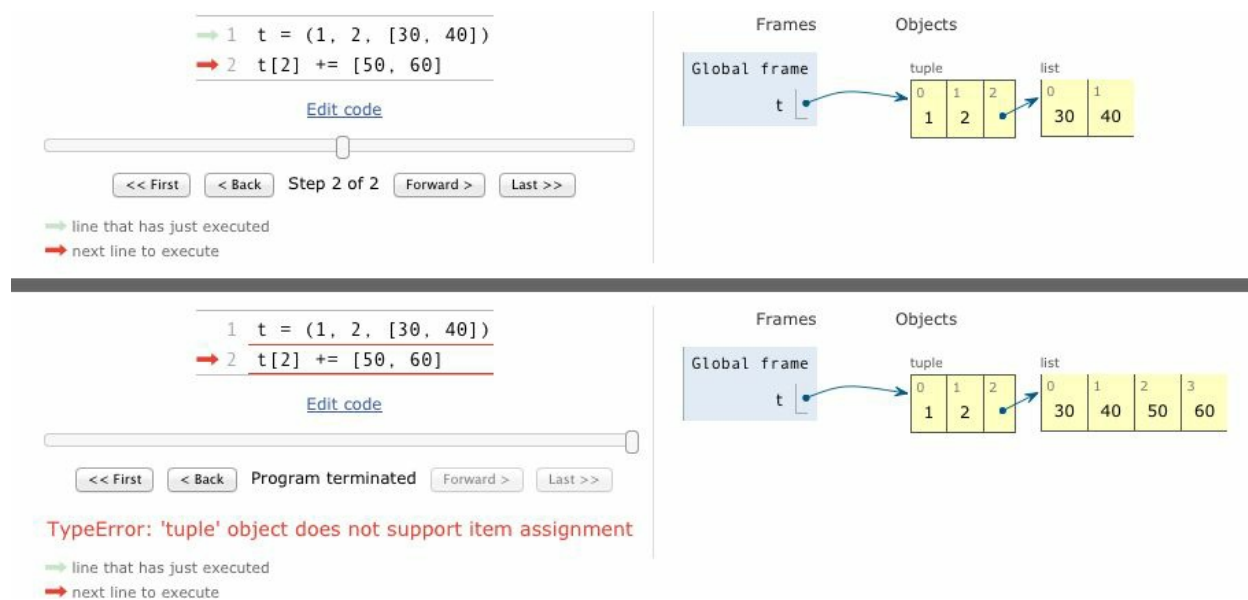 1 t = (1, 2, [30, 40])
2 t[2] += [50, 60]
Edit code
<< First < Back Step 2 of 2 Forward > Last >>
line that has just executed
next line to execute
Frames Objects
Global frame
t
tuple list
0 1 2 0 1
1 2 30 40
1 t = (1, 2, [30, 40])
2 t[2] += [50, 60]
Edit code
<< First < Back Program terminated Forward > Last >>
TypeError: 'tuple' object does not support item assignment
line that has just executed
next line to execute
Frames Objects
Global frame
t
tuple list
0 1 2 0 1 2 3
1 2 30 40 50 60